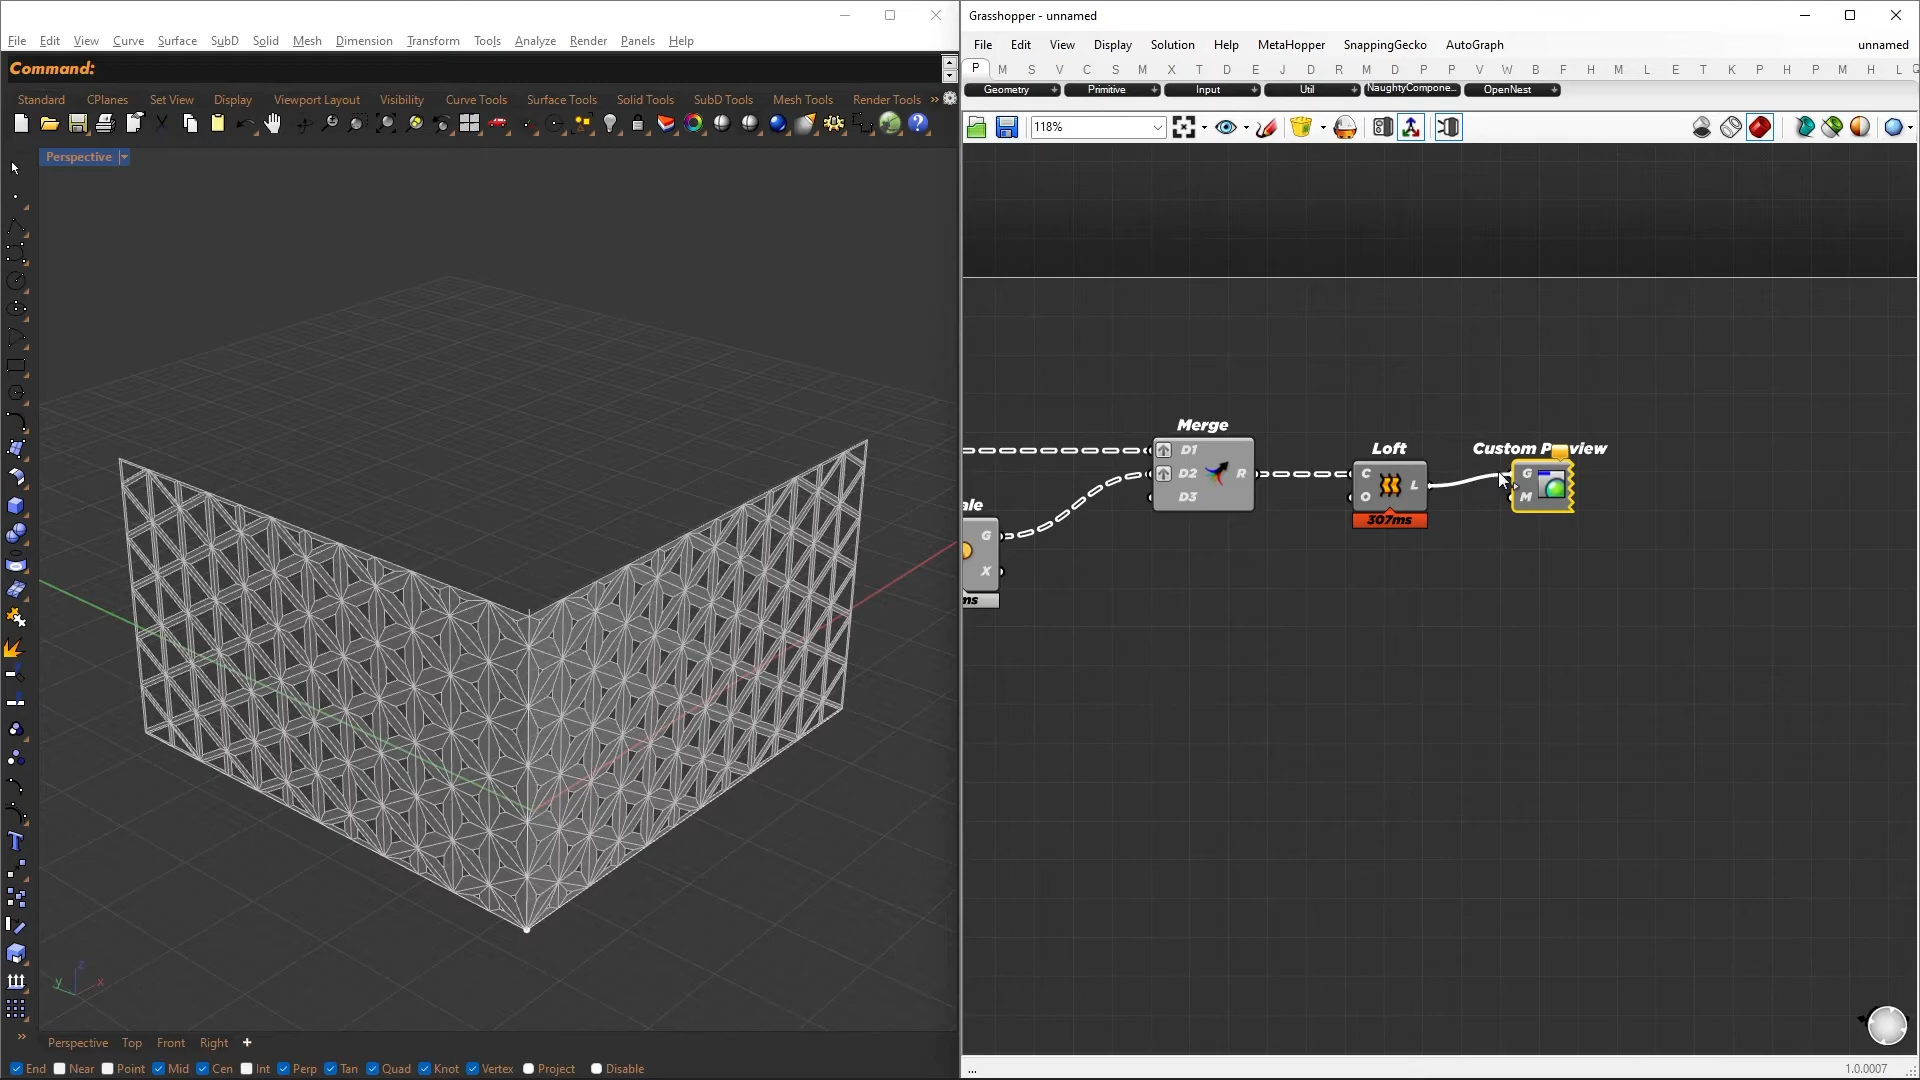 File Edit View Curve Surface SubD Solid Mesh Dimension Transform Tools Analyze Render Panels Help
Command:
Standard CPlanes Set View Display Viewport Layout Visibility Curve Tools Surface Tools Solid Tools SubD Tools Mesh Tools Render Tools »
Perspective
z
y x
Perspective Top Front Right +
End Near Point Mid Cen Int Perp Tan Quad Knot Vertex Project Disable
Grasshopper - unnamed
File Edit View Display Solution Help MetaHopper SnappingGecko AutoGraph unnamed
P M S V C S M X T D E J D R M D E S P V W B F H M L E T K P H P M H L
Geometry Primitive Input Util NaughtyCompone... OpenNest
118%
Merge
D1
D2 R
D3
Loft
C
L
O
307ms
Custom P view
G
M
ale
G
X
ms
... 1.0.0007